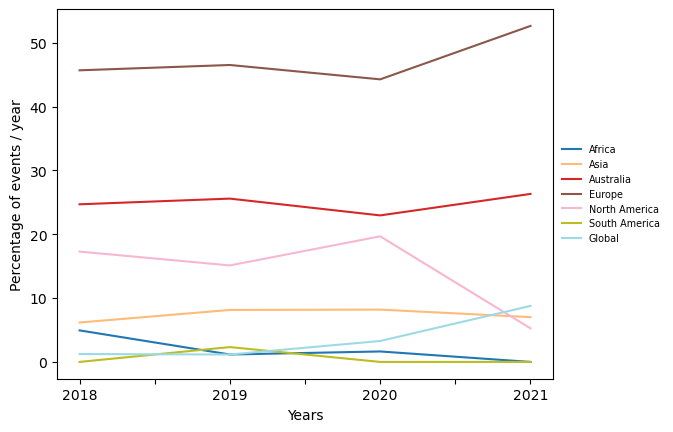 Percentage of events / year
50
40
30
20
10
0
2018 2019 2020 2021
Years
Africa
Asia
Australia
Europe
North America
South America
Global